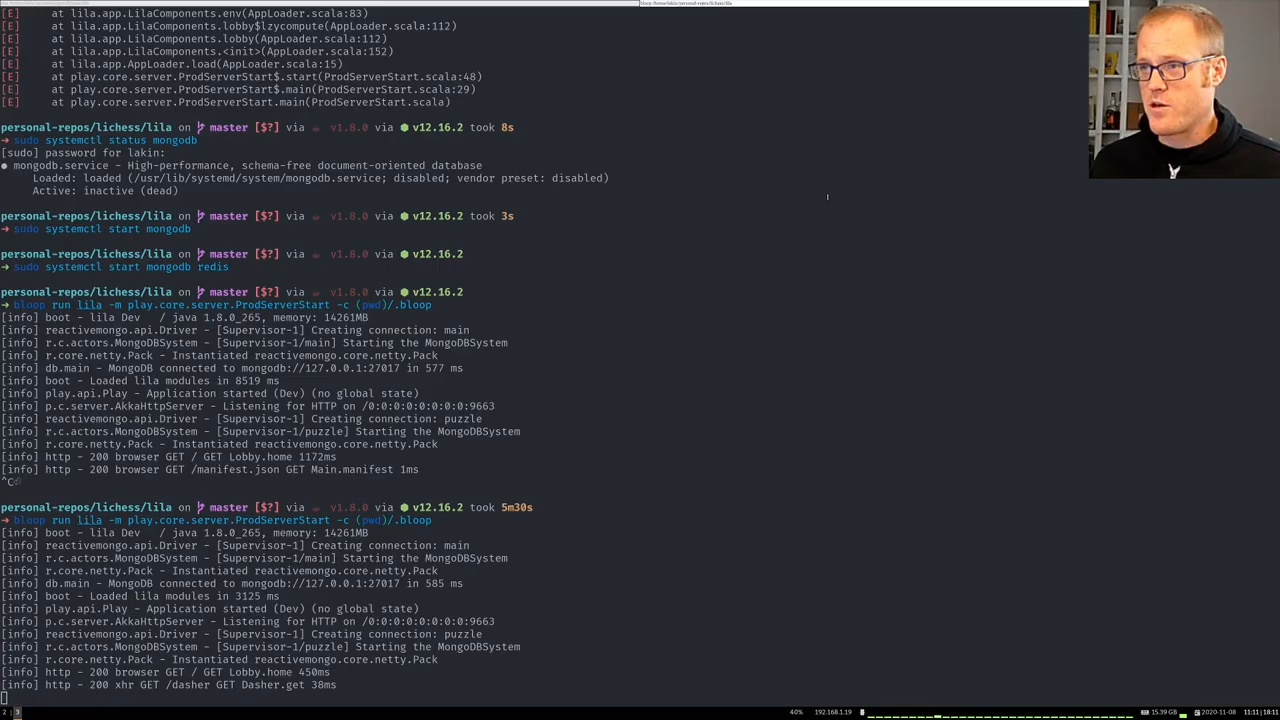 bloop /home/lakin/personal-repos/lichess/lila
[E]     at lila.app.LilaComponents.env(AppLoader.scala:83)
[E]     at lila.app.LilaComponents.lobby$lzycompute(AppLoader.scala:112)
[E]     at lila.app.LilaComponents.lobby(AppLoader.scala:112)
[E]     at lila.app.LilaComponents.<init>(AppLoader.scala:152)
[E]     at lila.app.AppLoader.load(AppLoader.scala:15)
[E]     at play.core.server.ProdServerStart$.start(ProdServerStart.scala:48)
[E]     at play.core.server.ProdServerStart$.main(ProdServerStart.scala:29)
[E]     at play.core.server.ProdServerStart.main(ProdServerStart.scala)
personal-repos/lichess/lila on master [$?] via v1.8.0 via v12.16.2 took 8s
➜ sudo systemctl status mongodb
[sudo] password for lakin:
● mongodb.service - High-performance, schema-free document-oriented database
Loaded: loaded (/usr/lib/systemd/system/mongodb.service; disabled; vendor preset: disabled)
Active: inactive (dead)
personal-repos/lichess/lila on master [$?] via v1.8.0 via v12.16.2 took 3s
➜ sudo systemctl start mongodb
personal-repos/lichess/lila on master [$?] via v1.8.0 via v12.16.2
➜ sudo systemctl start mongodb redis
personal-repos/lichess/lila on master [$?] via v1.8.0 via v12.16.2
➜ bloop run lila -m play.core.server.ProdServerStart -c (pwd)/.bloop
[info] boot - lila Dev   / java 1.8.0_265, memory: 14261MB
[info] reactivemongo.api.Driver - [Supervisor-1] Creating connection: main
[info] r.c.actors.MongoDBSystem - [Supervisor-1/main] Starting the MongoDBSystem
[info] r.core.netty.Pack - Instantiated reactivemongo.core.netty.Pack
[info] db.main - MongoDB connected to mongodb://127.0.0.1:27017 in 577 ms
[info] boot - Loaded lila modules in 8519 ms
[info] play.api.Play - Application started (Dev) (no global state)
[info] p.c.server.AkkaHttpServer - Listening for HTTP on /0:0:0:0:0:0:0:0:9663
[info] reactivemongo.api.Driver - [Supervisor-1] Creating connection: puzzle
[info] r.c.actors.MongoDBSystem - [Supervisor-1/puzzle] Starting the MongoDBSystem
[info] r.core.netty.Pack - Instantiated reactivemongo.core.netty.Pack
[info] http - 200 browser GET / GET Lobby.home 1172ms
[info] http - 200 browser GET /manifest.json GET Main.manifest 1ms
^C⏎
personal-repos/lichess/lila on master [$?] via v1.8.0 via v12.16.2 took 5m30s
➜ bloop run lila -m play.core.server.ProdServerStart -c (pwd)/.bloop
[info] boot - lila Dev   / java 1.8.0_265, memory: 14261MB
[info] reactivemongo.api.Driver - [Supervisor-1] Creating connection: main
[info] r.c.actors.MongoDBSystem - [Supervisor-1/main] Starting the MongoDBSystem
[info] r.core.netty.Pack - Instantiated reactivemongo.core.netty.Pack
[info] db.main - MongoDB connected to mongodb://127.0.0.1:27017 in 585 ms
[info] boot - Loaded lila modules in 3125 ms
[info] play.api.Play - Application started (Dev) (no global state)
[info] p.c.server.AkkaHttpServer - Listening for HTTP on /0:0:0:0:0:0:0:0:9663
[info] reactivemongo.api.Driver - [Supervisor-1] Creating connection: puzzle
[info] r.c.actors.MongoDBSystem - [Supervisor-1/puzzle] Starting the MongoDBSystem
[info] r.core.netty.Pack - Instantiated reactivemongo.core.netty.Pack
[info] http - 200 browser GET / GET Lobby.home 450ms
[info] http - 200 xhr GET /dasher GET Dasher.get 38ms
2 3 40% 192.168.1.19 15.39 GB 2020-11-08 11:11 18:11